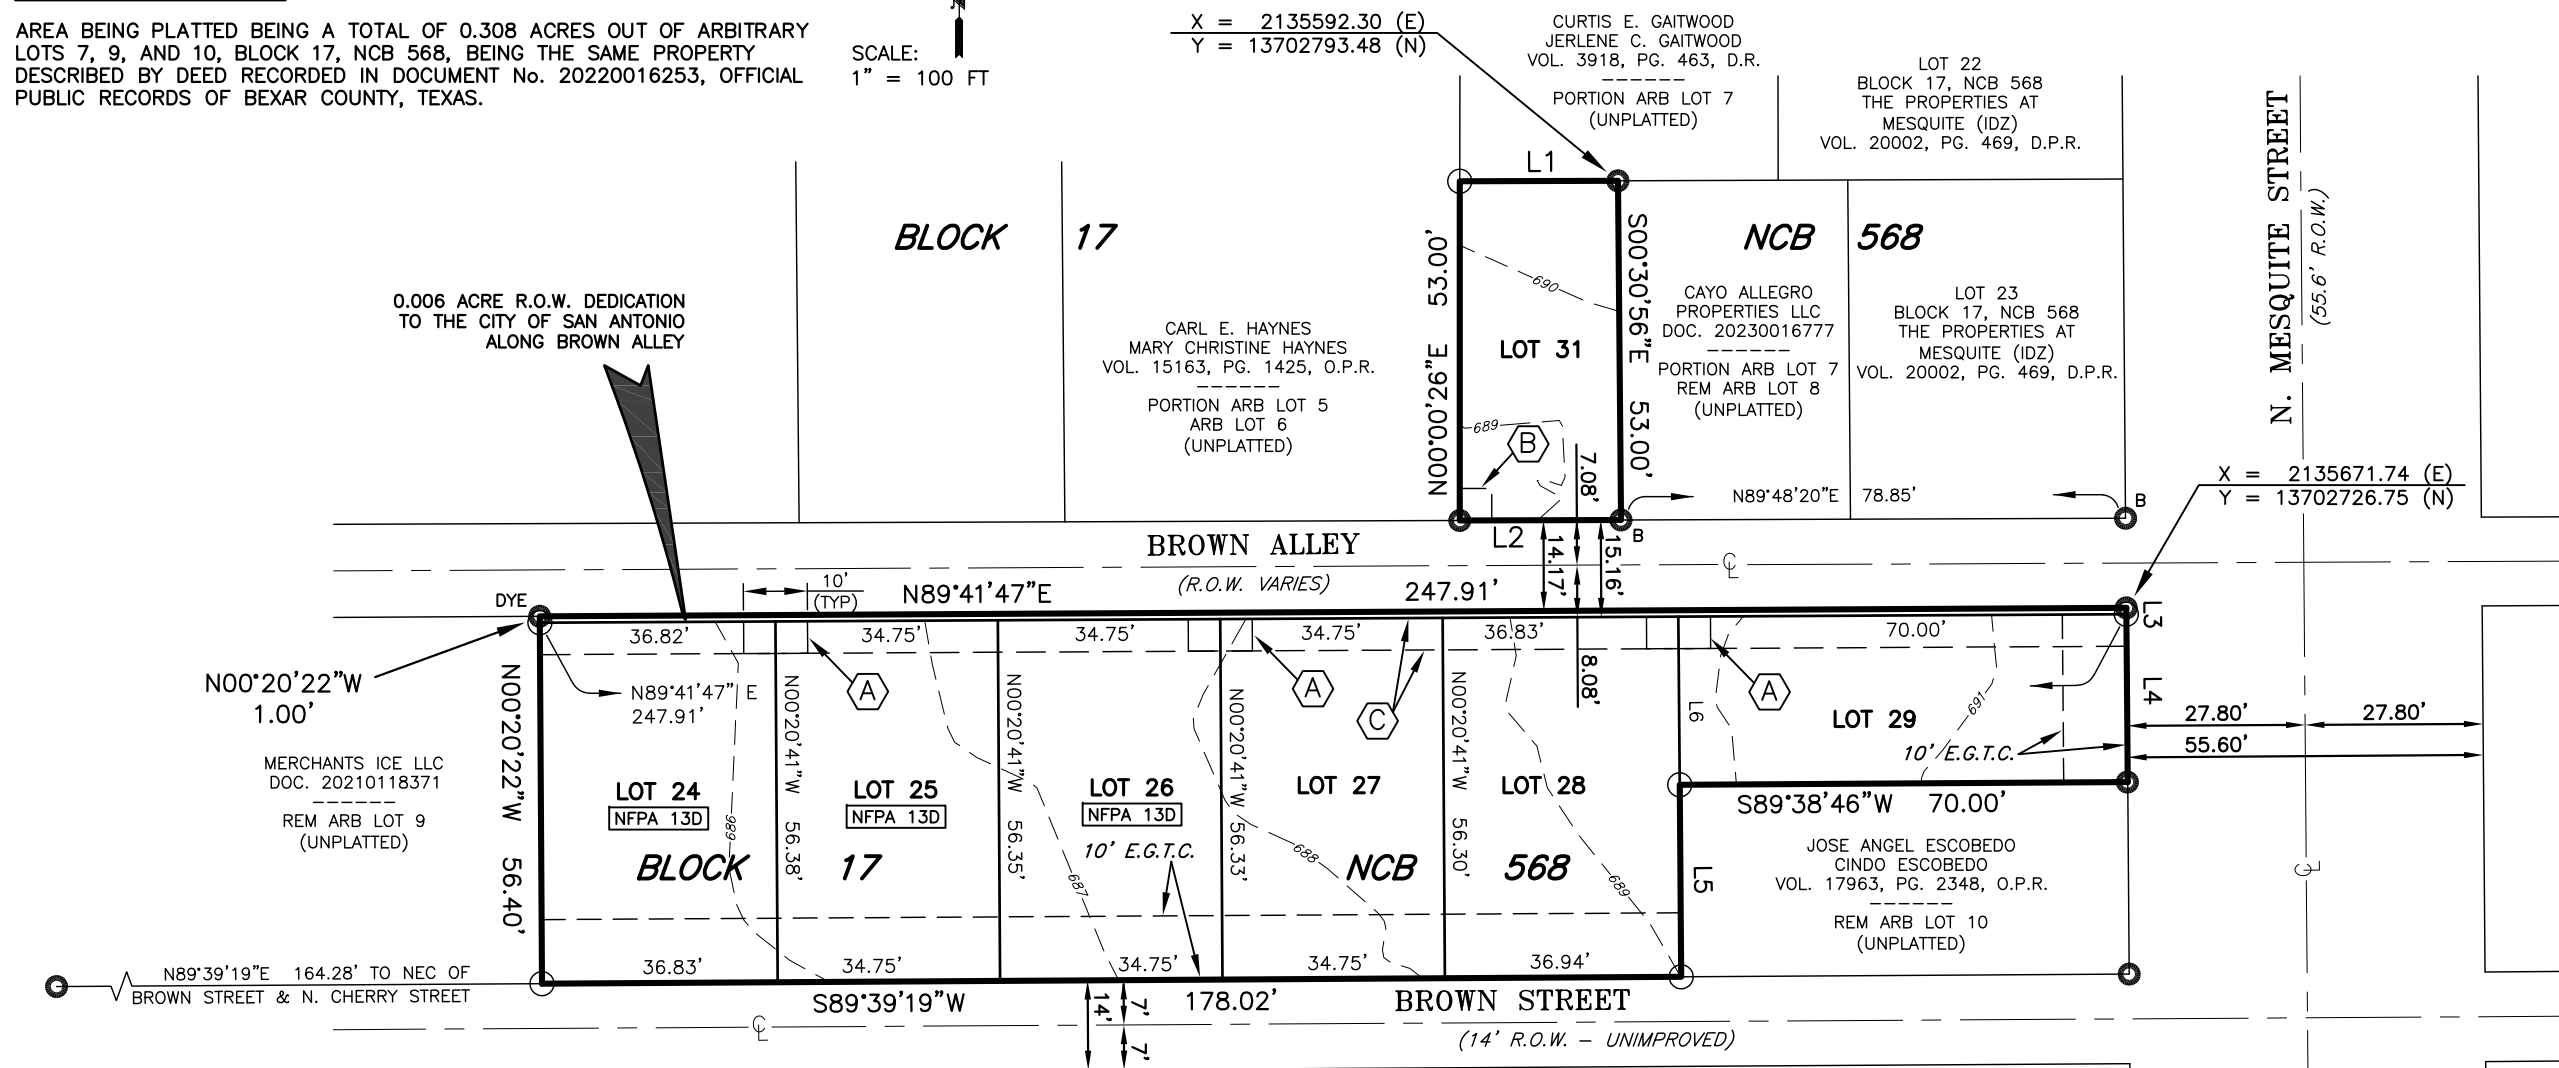 AREA BEING PLATTED BEING A TOTAL OF 0.308 ACRES OUT OF ARBITRARY
LOTS 7, 9, AND 10, BLOCK 17, NCB 568, BEING THE SAME PROPERTY
DESCRIBED BY DEED RECORDED IN DOCUMENT No. 20220016253, OFFICIAL
PUBLIC RECORDS OF BEXAR COUNTY, TEXAS.
SCALE:
1" = 100 FT
X = 2135592.30 (E)
Y = 13702793.48 (N)
CURTIS E. GAITWOOD
JERLENE C. GAITWOOD
VOL. 3918, PG. 463, D.R.
PORTION ARB LOT 7
(UNPLATTED)
LOT 22
BLOCK 17, NCB 568
THE PROPERTIES AT
MESQUITE (IDZ)
VOL. 20002, PG. 469, D.P.R.
N. MESQUITE STREET
(55.6' R.O.W.)
BLOCK 17
NCB 568
L1
N00°00'26"E 53.00'
S00°30'56"E 53.00'
690
LOT 31
689
B
L2
7.08'
0.006 ACRE R.O.W. DEDICATION
TO THE CITY OF SAN ANTONIO
ALONG BROWN ALLEY
CARL E. HAYNES
MARY CHRISTINE HAYNES
VOL. 15163, PG. 1425, O.P.R.
PORTION ARB LOT 5
ARB LOT 6
(UNPLATTED)
CAYO ALLEGRO
PROPERTIES LLC
DOC. 20230016777
PORTION ARB LOT 7
REM ARB LOT 8
(UNPLATTED)
LOT 23
BLOCK 17, NCB 568
THE PROPERTIES AT
MESQUITE (IDZ)
VOL. 20002, PG. 469, D.P.R.
N89°48'20"E 78.85'
B
B
X = 2135671.74 (E)
Y = 13702726.75 (N)
BROWN ALLEY
(R.O.W. VARIES)
14.17'
15.16'
8.08'
DYE
10'
(TYP)
N89°41'47"E 247.91'
36.82'
34.75'
34.75'
34.75'
36.83'
70.00'
L3
L4
N00°20'22"W
1.00'
N89°41'47" E
247.91'
A
A
C
A
MERCHANTS ICE LLC
DOC. 20210118371
REM ARB LOT 9
(UNPLATTED)
N00°20'22"W 56.40'
N00°20'41"W 56.38'
N00°20'41"W 56.35'
N00°20'41"W 56.33'
N00°20'41"W 56.30'
L6
LOT 24
NFPA 13D
LOT 25
NFPA 13D
LOT 26
NFPA 13D
LOT 27
LOT 28
LOT 29
691
10' E.G.T.C.
27.80'
27.80'
55.60'
S89°38'46"W 70.00'
L5
JOSE ANGEL ESCOBEDO
CINDO ESCOBEDO
VOL. 17963, PG. 2348, O.P.R.
REM ARB LOT 10
(UNPLATTED)
BLOCK 17
NCB 568
10' E.G.T.C.
686
687
688
689
36.83'
34.75'
34.75'
34.75'
36.94'
N89°39'19"E 164.28' TO NEC OF
BROWN STREET & N. CHERRY STREET
S89°39'19"W 178.02'
BROWN STREET
(14' R.O.W. – UNIMPROVED)
14'
7'
7'